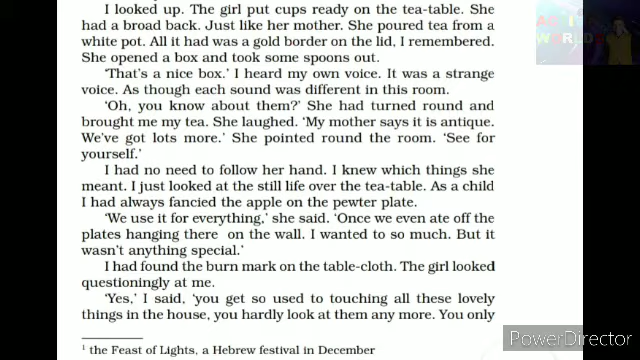 I looked up. The girl put cups ready on the tea-table. She
had a broad back. Just like her mother. She poured tea from a
white pot. All it had was a gold border on the lid, I remembered.
She opened a box and took some spoons out.
‘That’s a nice box.’ I heard my own voice. It was a strange
voice. As though each sound was different in this room.
‘Oh, you know about them?’ She had turned round and
brought me my tea. She laughed. ‘My mother says it is antique.
We’ve got lots more.’ She pointed round the room. ‘See for
yourself.’
I had no need to follow her hand. I knew which things she
meant. I just looked at the still life over the tea-table. As a child
I had always fancied the apple on the pewter plate.
‘We use it for everything,’ she said. ‘Once we even ate off the
plates hanging there on the wall. I wanted to so much. But it
wasn’t anything special.’
I had found the burn mark on the table-cloth. The girl looked
questioningly at me.
‘Yes,’ I said, ‘you get so used to touching all these lovely
things in the house, you hardly look at them any more. You only
1 the Feast of Lights, a Hebrew festival in December
PowerDirector